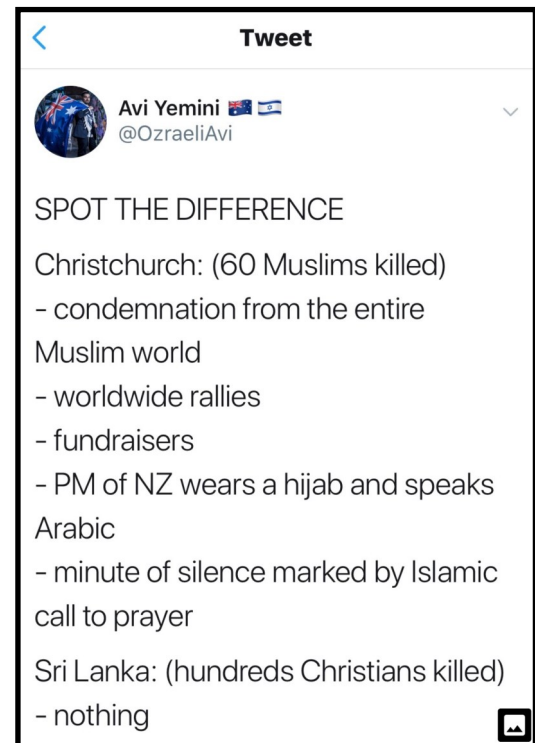 Tweet
Avi Yemini 🇦🇺 🇮🇱
@OzraeliAvi
SPOT THE DIFFERENCE
Christchurch: (60 Muslims killed)
- condemnation from the entire
Muslim world
- worldwide rallies
- fundraisers
- PM of NZ wears a hijab and speaks
Arabic
- minute of silence marked by Islamic
call to prayer
Sri Lanka: (hundreds Christians killed)
- nothing